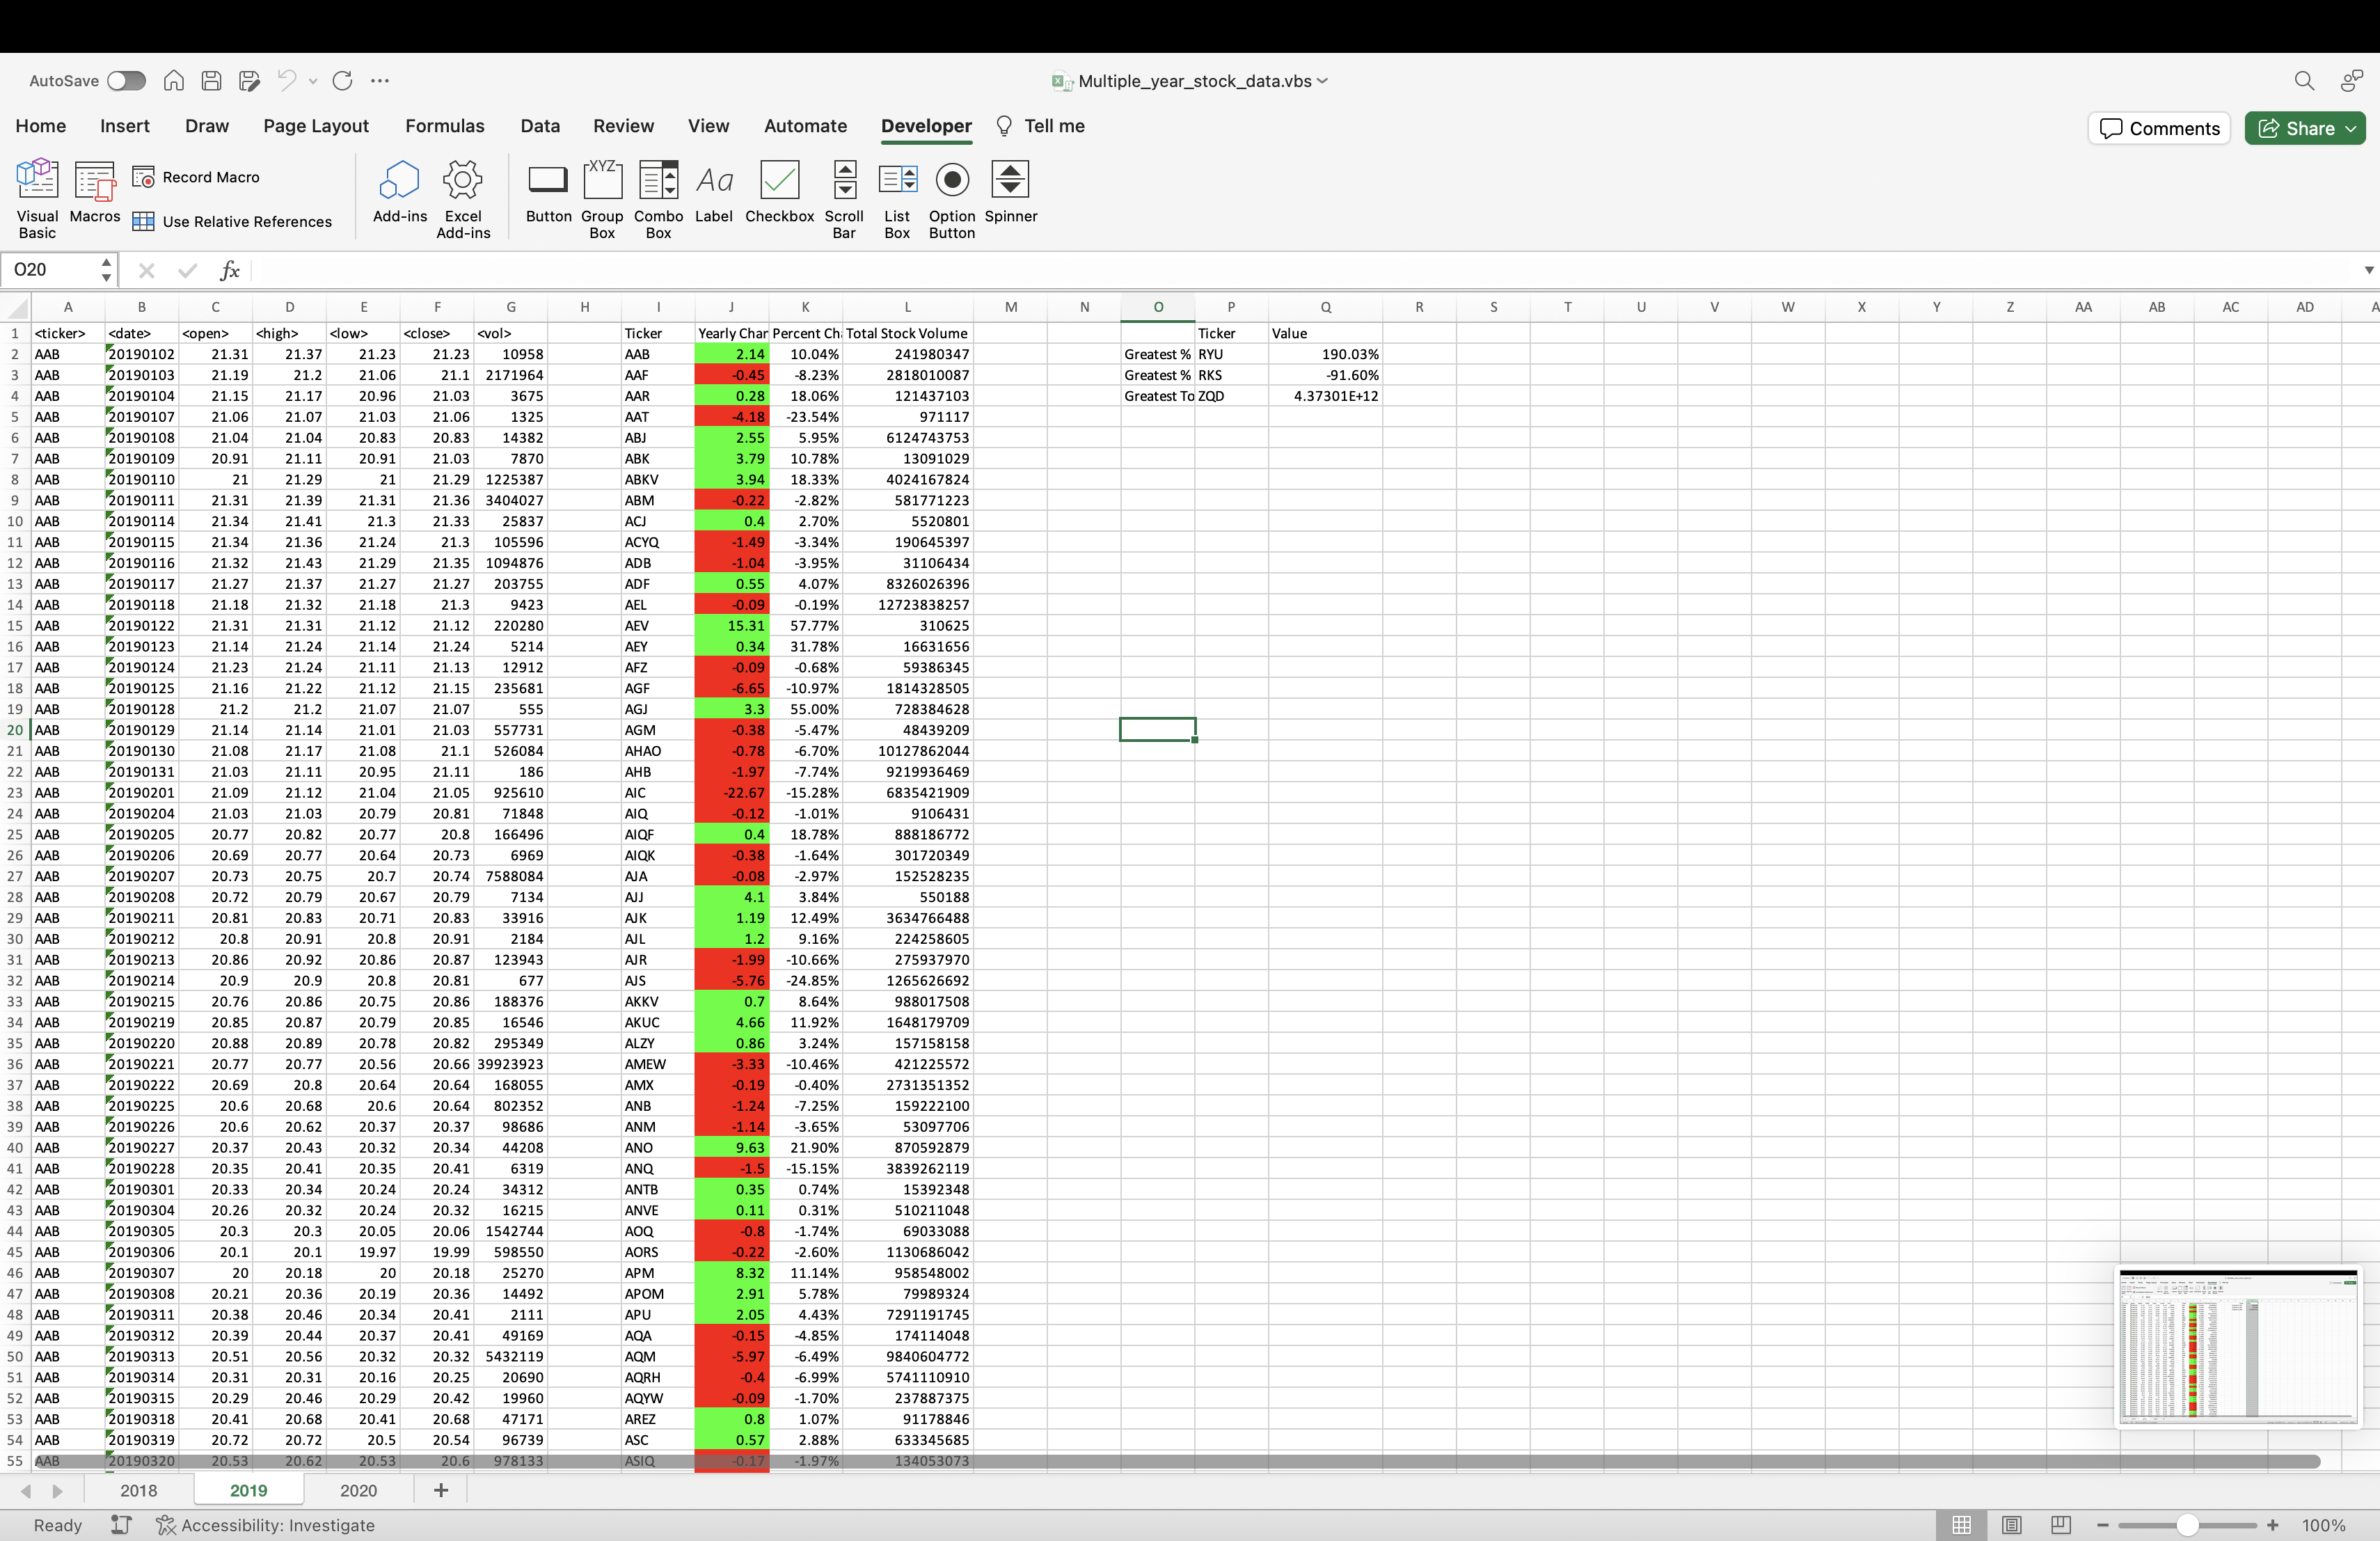 AutoSave Multiple_year_stock_data.vbs
Home Insert Draw Page Layout Formulas Data Review View Automate Developer Tell me Comments Share
Record Macro
Visual Basic Macros Use Relative References Add-ins Excel Add-ins Button XYZ Group Box Combo Box Aa Label Checkbox Scroll Bar List Box Option Button Spinner
O20 fx
A B C D E F G H I J K L M N O P Q R S T U V W X Y Z AA AB AC AD
1 <ticker> <date> <open> <high> <low> <close> <vol> Ticker Yearly Char Percent Ch Total Stock Volume Ticker Value
2 AAB 20190102 21.31 21.37 21.23 21.23 10958 AAB 2.14 10.04% 241980347 Greatest % RYU 190.03%
3 AAB 20190103 21.19 21.2 21.06 21.1 2171964 AAF -0.45 -8.23% 2818010087 Greatest % RKS -91.60%
4 AAB 20190104 21.15 21.17 20.96 21.03 3675 AAR 0.28 18.06% 121437103 Greatest To ZQD 4.37301E+12
5 AAB 20190107 21.06 21.07 21.03 21.06 1325 AAT -4.18 -23.54% 971117
6 AAB 20190108 21.04 21.04 20.83 20.83 14382 ABJ 2.55 5.95% 6124743753
7 AAB 20190109 20.91 21.11 20.91 21.03 7870 ABK 3.79 10.78% 13091029
8 AAB 20190110 21 21.29 21 21.29 1225387 ABKV 3.94 18.33% 4024167824
9 AAB 20190111 21.31 21.39 21.31 21.36 3404027 ABM -0.22 -2.82% 581771223
10 AAB 20190114 21.34 21.41 21.3 21.33 25837 ACJ 0.4 2.70% 5520801
11 AAB 20190115 21.34 21.36 21.24 21.3 105596 ACYQ -1.49 -3.34% 190645397
12 AAB 20190116 21.32 21.43 21.29 21.35 1094876 ADB -1.04 -3.95% 31106434
13 AAB 20190117 21.27 21.37 21.27 21.27 203755 ADF 0.55 4.07% 8326026396
14 AAB 20190118 21.18 21.32 21.18 21.3 9423 AEL -0.09 -0.19% 12723838257
15 AAB 20190122 21.31 21.31 21.12 21.12 220280 AEV 15.31 57.77% 310625
16 AAB 20190123 21.14 21.24 21.14 21.24 5214 AEY 0.34 31.78% 16631656
17 AAB 20190124 21.23 21.24 21.11 21.13 12912 AFZ -0.09 -0.68% 59386345
18 AAB 20190125 21.16 21.22 21.12 21.15 235681 AGF -6.65 -10.97% 1814328505
19 AAB 20190128 21.2 21.2 21.07 21.07 555 AGJ 3.3 55.00% 728384628
20 AAB 20190129 21.14 21.14 21.01 21.03 557731 AGM -0.38 -5.47% 48439209
21 AAB 20190130 21.08 21.17 21.08 21.1 526084 AHAO -0.78 -6.70% 10127862044
22 AAB 20190131 21.03 21.11 20.95 21.11 186 AHB -1.97 -7.74% 9219936469
23 AAB 20190201 21.09 21.12 21.04 21.05 925610 AIC -22.67 -15.28% 6835421909
24 AAB 20190204 21.03 21.03 20.79 20.81 71848 AIQ -0.12 -1.01% 9106431
25 AAB 20190205 20.77 20.82 20.77 20.8 166496 AIQF 0.4 18.78% 888186772
26 AAB 20190206 20.69 20.77 20.64 20.73 6969 AIQK -0.38 -1.64% 301720349
27 AAB 20190207 20.73 20.75 20.7 20.74 7588084 AJA -0.08 -2.97% 152528235
28 AAB 20190208 20.72 20.79 20.67 20.79 7134 AJJ 4.1 3.84% 550188
29 AAB 20190211 20.81 20.83 20.71 20.83 33916 AJK 1.19 12.49% 3634766488
30 AAB 20190212 20.8 20.91 20.8 20.91 2184 AJL 1.2 9.16% 224258605
31 AAB 20190213 20.86 20.92 20.86 20.87 123943 AJR -1.99 -10.66% 275937970
32 AAB 20190214 20.9 20.9 20.8 20.81 677 AJS -5.76 -24.85% 1265626692
33 AAB 20190215 20.76 20.86 20.75 20.86 188376 AKKV 0.7 8.64% 988017508
34 AAB 20190219 20.85 20.87 20.79 20.85 16546 AKUC 4.66 11.92% 1648179709
35 AAB 20190220 20.88 20.89 20.78 20.82 295349 ALZY 0.86 3.24% 157158158
36 AAB 20190221 20.77 20.77 20.56 20.66 39923923 AMEW -3.33 -10.46% 421225572
37 AAB 20190222 20.69 20.8 20.64 20.64 168055 AMX -0.19 -0.40% 2731351352
38 AAB 20190225 20.6 20.68 20.6 20.64 802352 ANB -1.24 -7.25% 159222100
39 AAB 20190226 20.6 20.62 20.37 20.37 98686 ANM -1.14 -3.65% 53097706
40 AAB 20190227 20.37 20.43 20.32 20.34 44208 ANO 9.63 21.90% 870592879
41 AAB 20190228 20.35 20.41 20.35 20.41 6319 ANQ -1.5 -15.15% 3839262119
42 AAB 20190301 20.33 20.34 20.24 20.24 34312 ANTB 0.35 0.74% 15392348
43 AAB 20190304 20.26 20.32 20.24 20.32 16215 ANVE 0.11 0.31% 510211048
44 AAB 20190305 20.3 20.3 20.05 20.06 1542744 AOQ -0.8 -1.74% 69033088
45 AAB 20190306 20.1 20.1 19.97 19.99 598550 AORS -0.22 -2.60% 1130686042
46 AAB 20190307 20 20.18 20 20.18 25270 APM 8.32 11.14% 958548002
47 AAB 20190308 20.21 20.36 20.19 20.36 14492 APOM 2.91 5.78% 79989324
48 AAB 20190311 20.38 20.46 20.34 20.41 2111 APU 2.05 4.43% 7291191745
49 AAB 20190312 20.39 20.44 20.37 20.41 49169 AQA -0.15 -4.85% 174114048
50 AAB 20190313 20.51 20.56 20.32 20.32 5432119 AQM -5.97 -6.49% 9840604772
51 AAB 20190314 20.31 20.31 20.16 20.25 20690 AQRH -0.4 -6.99% 5741110910
52 AAB 20190315 20.29 20.46 20.29 20.42 19960 AQYW -0.09 -1.70% 237887375
53 AAB 20190318 20.41 20.68 20.41 20.68 47171 AREZ 0.8 1.07% 91178846
54 AAB 20190319 20.72 20.72 20.5 20.54 96739 ASC 0.57 2.88% 633345685
55 AAB 20190320 20.53 20.62 20.53 20.6 978133 ASIQ -0.17 -1.97% 134053073
2018 2019 2020 +
Ready Accessibility: Investigate 100%